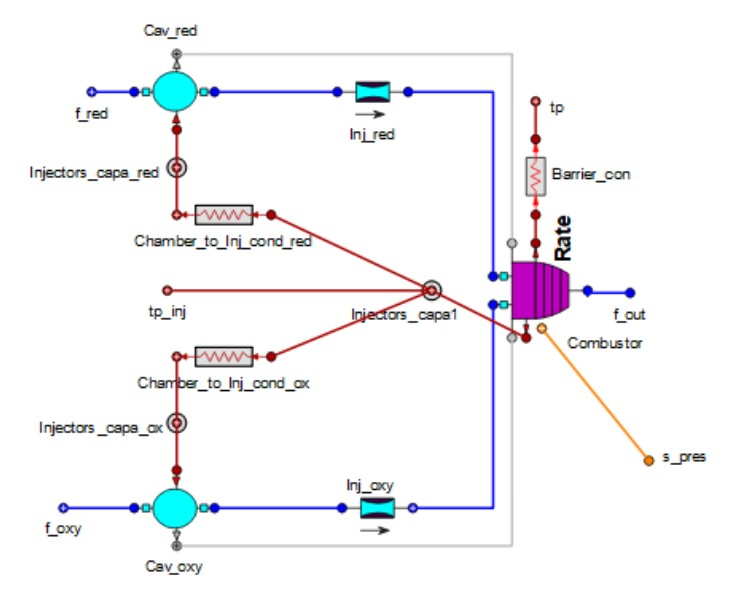 Cav_red
f_red
Inj_red
tp
Injectors_capa_red
Barrier_con
Chamber_to_Inj_cond_red
Rate
tp_inj
Injectors_capa1
f_out
Combustor
Chamber_to_Inj_cond_ox
Injectors_capa_ox
s_pres
Inj_oxy
f_oxy
Cav_oxy